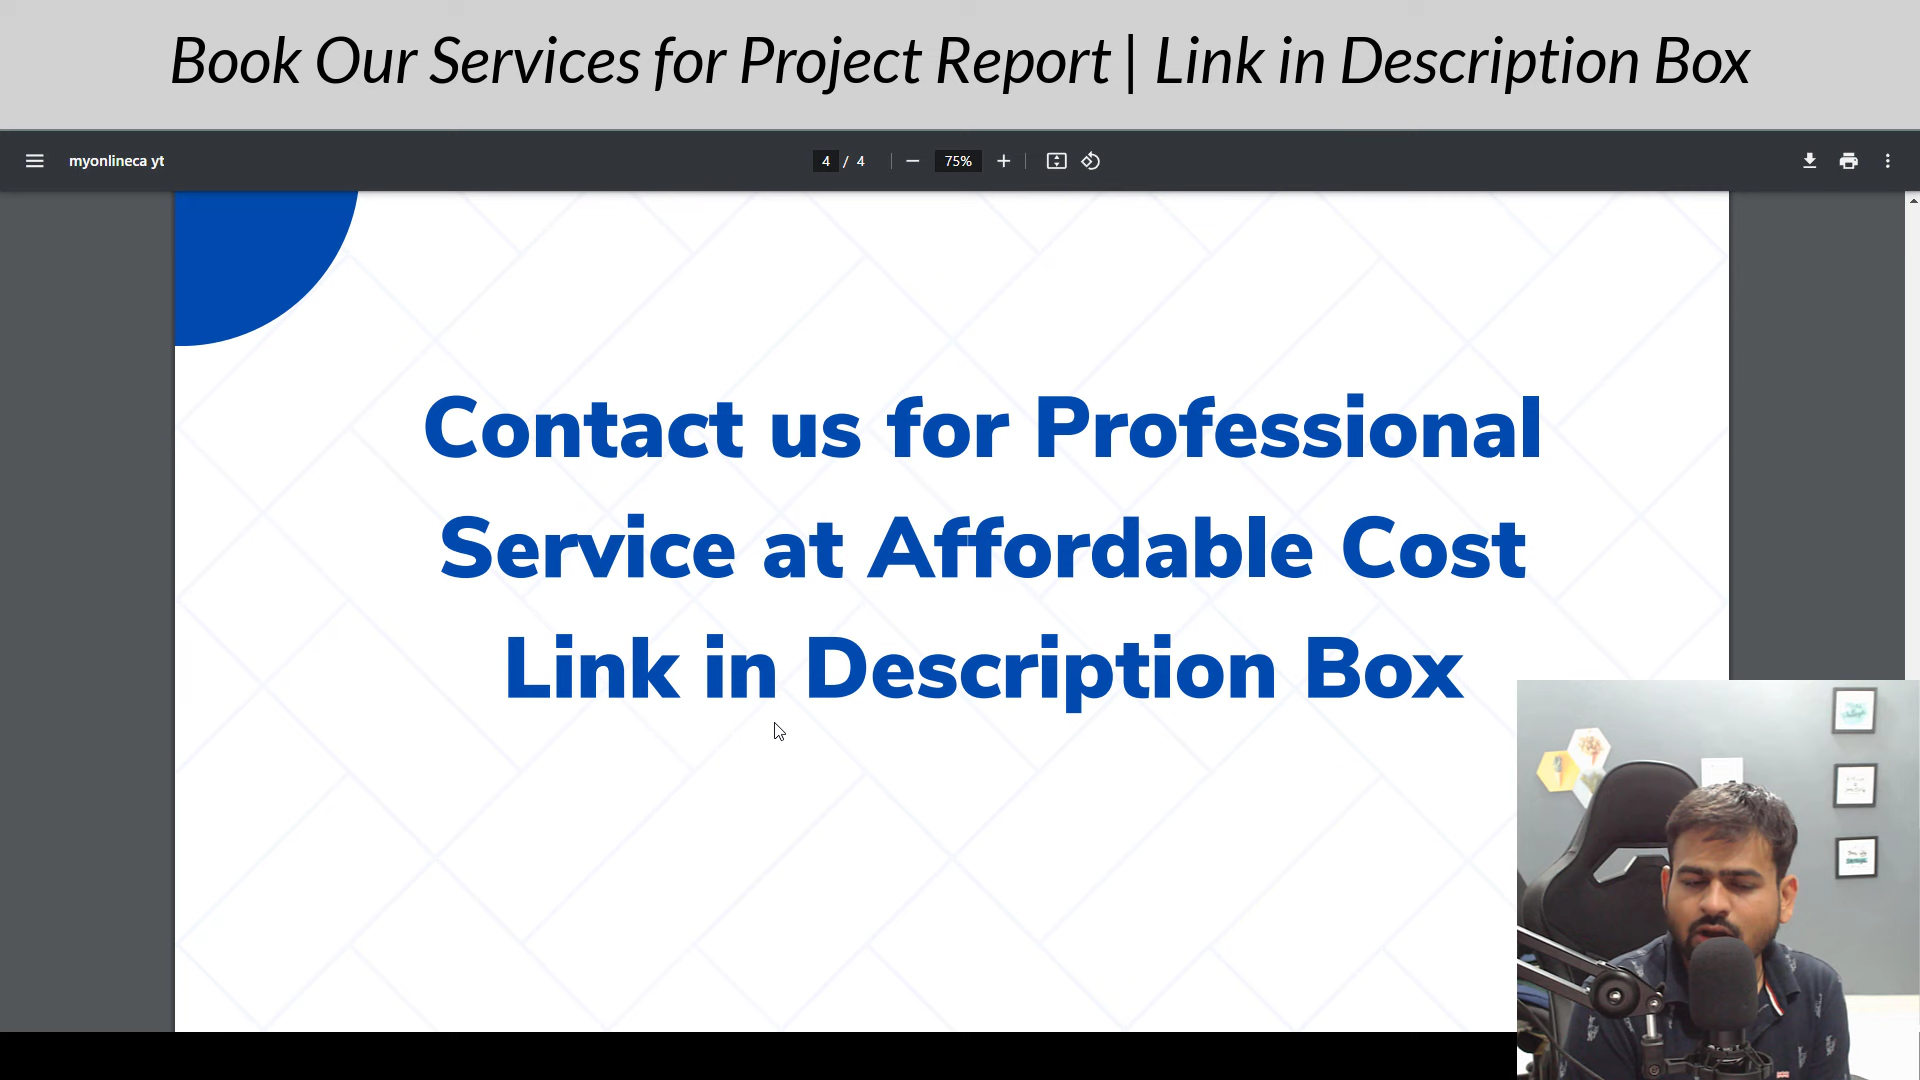 Book Our Services for Project Report | Link in Description Box
myonlineca yt
4 / 4
75%
Contact us for Professional
Service at Affordable Cost
Link in Description Box